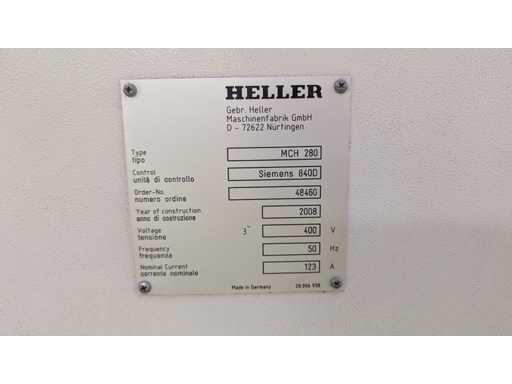 HELLER
Gebr. Heller
Maschinenfabrik GmbH
D - 72622 Nürtingen
Type MCH 280
tipo
Control Siemens 840D
unità di controllo
Order-No. 48460
numero ordine
Year of construction 2008
anno di costruzione
Voltage 3~ 400 V
tensione
Frequency 50 Hz
frequenza
Nominal Current 123 A
corrente nominale
Made in Germany